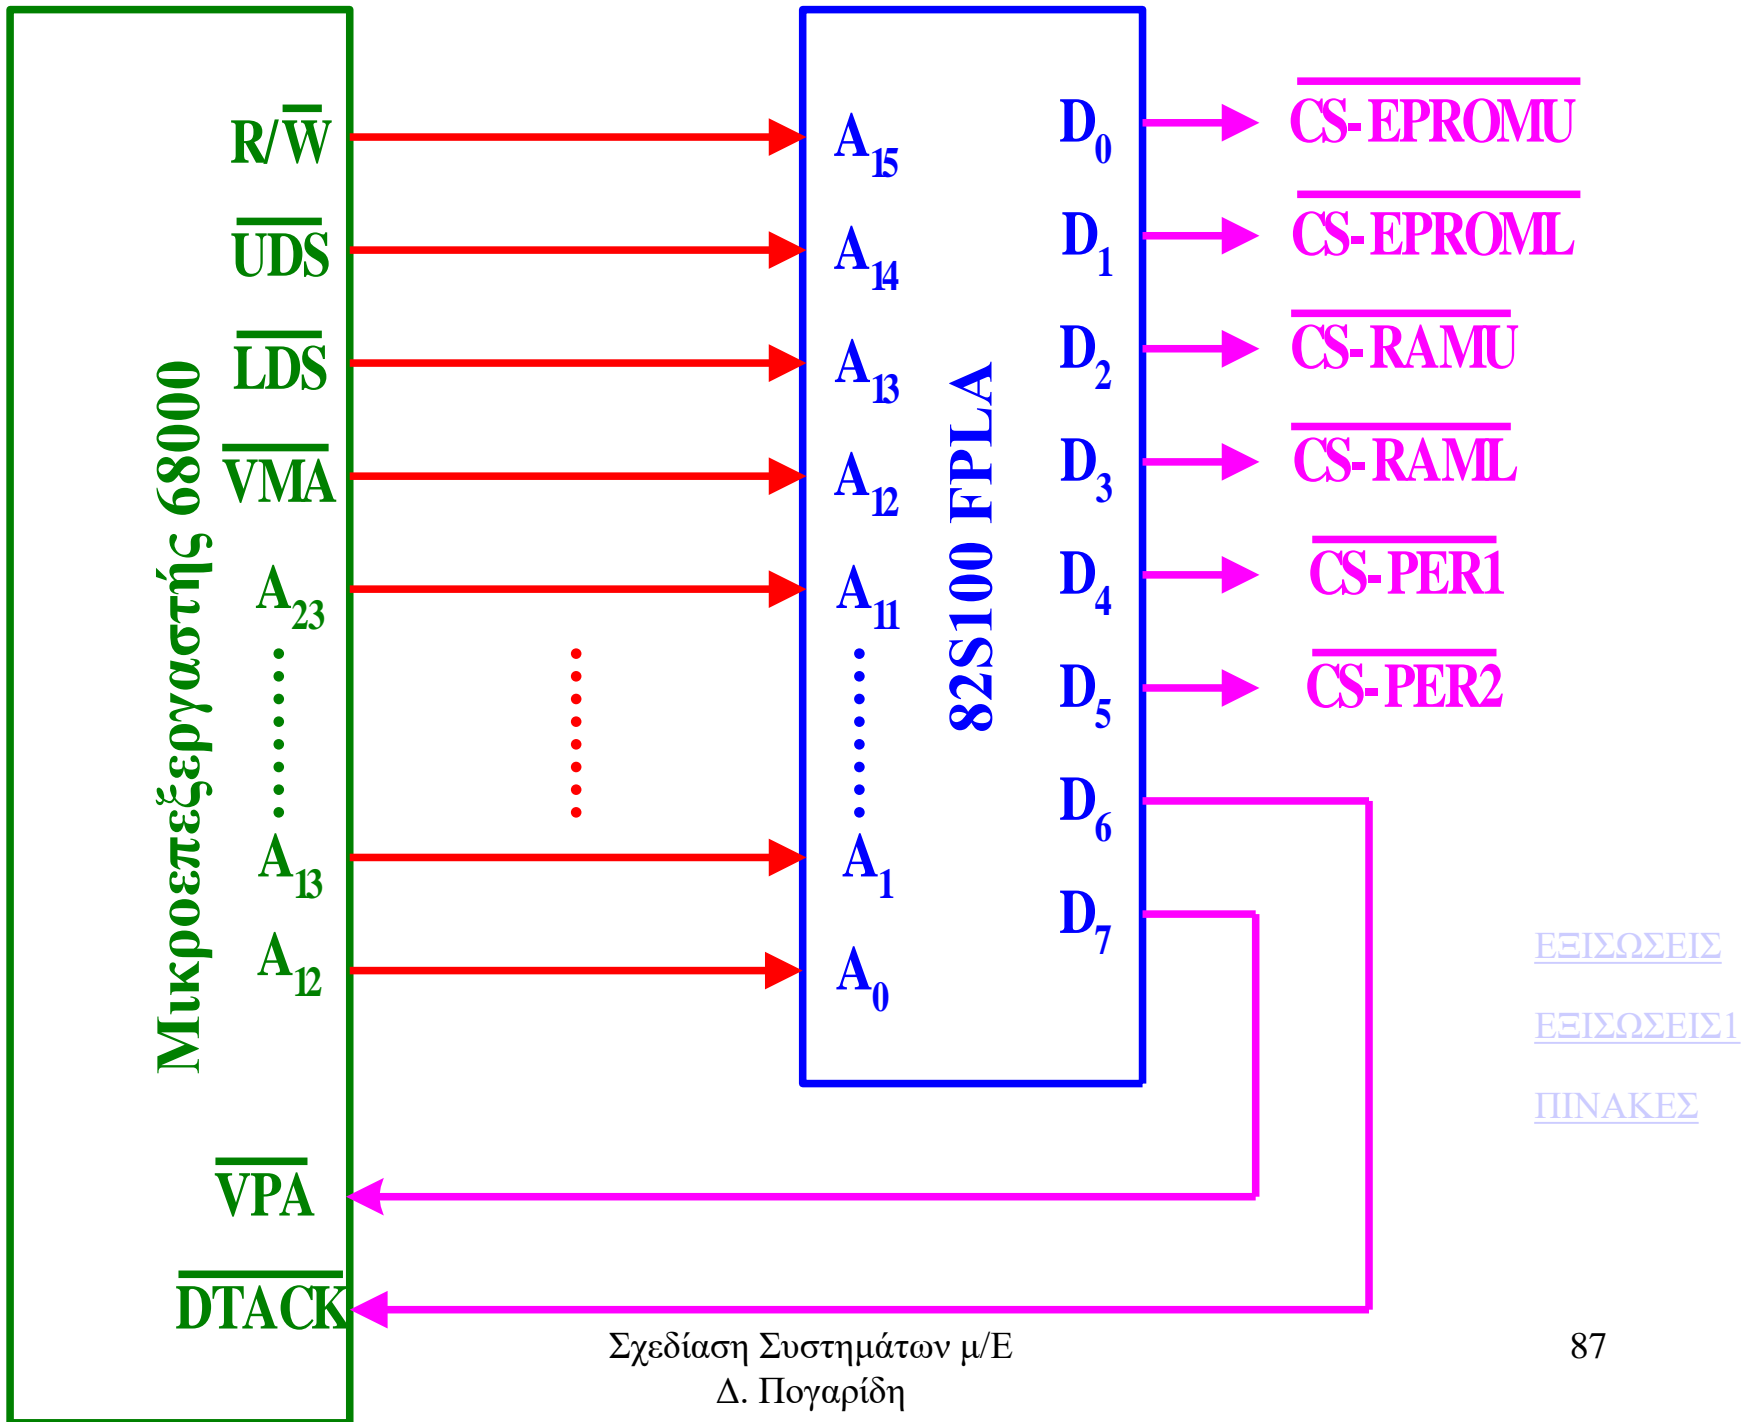 R/W̅ A₁₅ D₀ CS-EPROMU
UDS A₁₄ D₁ CS-EPROML
LDS A₁₃ D₂ CS-RAMU
VMA A₁₂ D₃ CS-RAML
A₂₃ A₁₁ D₄ CS-PER1
D₅ CS-PER2
D₆
A₁₃ A₁ D₇
A₁₂ A₀
Μικροεπεξεργαστής 68000
82S100 FPLA
ΕΞΙΣΩΣΕΙΣ
ΕΞΙΣΩΣΕΙΣ1
ΠΙΝΑΚΕΣ
VPA
DTACK
Σχεδίαση Συστημάτων μ/Ε 87
Δ. Πογαρίδη